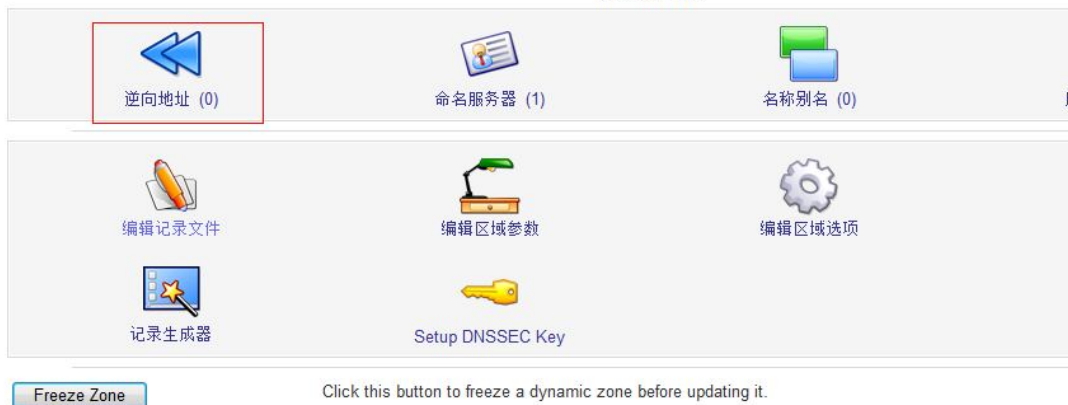 逆向地址 (0)
命名服务器 (1)
名称别名 (0)
编辑记录文件
编辑区域参数
编辑区域选项
记录生成器
Setup DNSSEC Key
Freeze Zone
Click this button to freeze a dynamic zone before updating it.